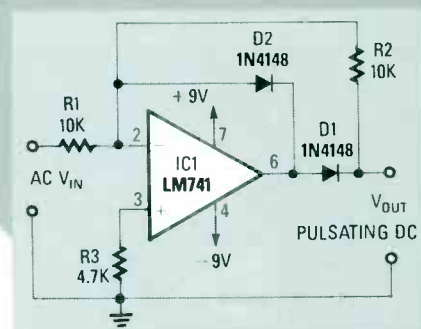 D2
1N4148
R2
10K
R1
10K
+9V
D1
1N4148
2
7
6
−
IC1
LM741
AC VIN
3
+
4
VOUT
PULSATING DC
R3
4.7K
−9V